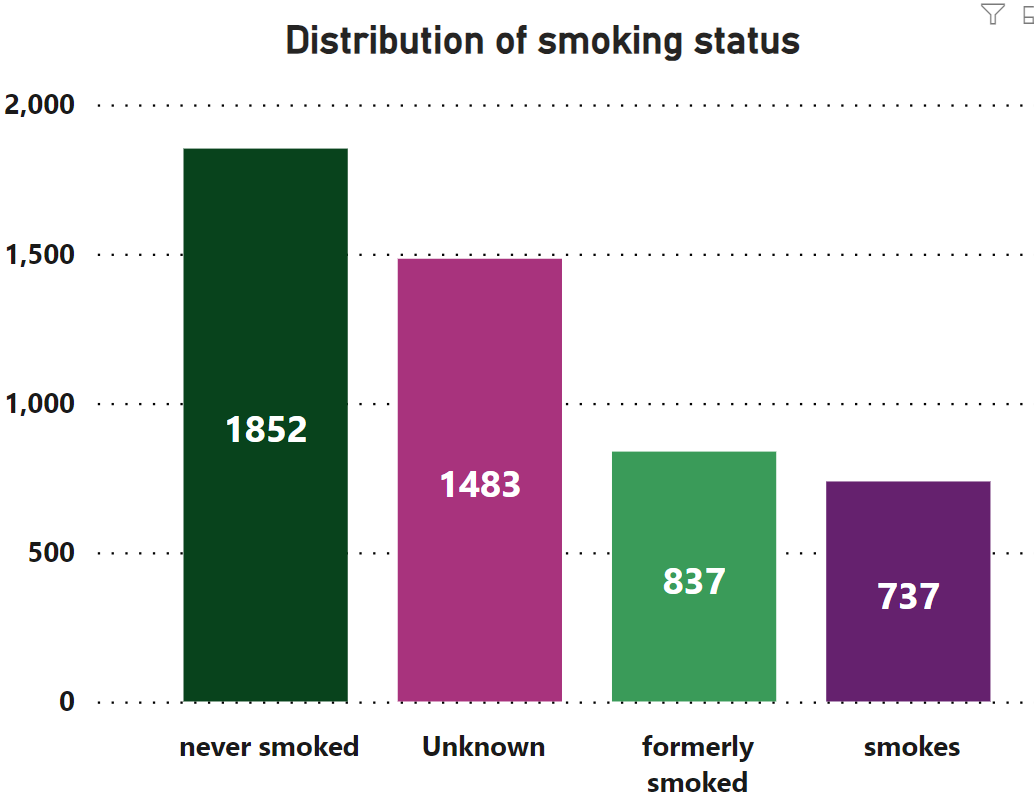 Distribution of smoking status
2,000
1,500
1,000
500
0
1852
1483
837
737
never smoked
Unknown
formerly
smoked
smokes